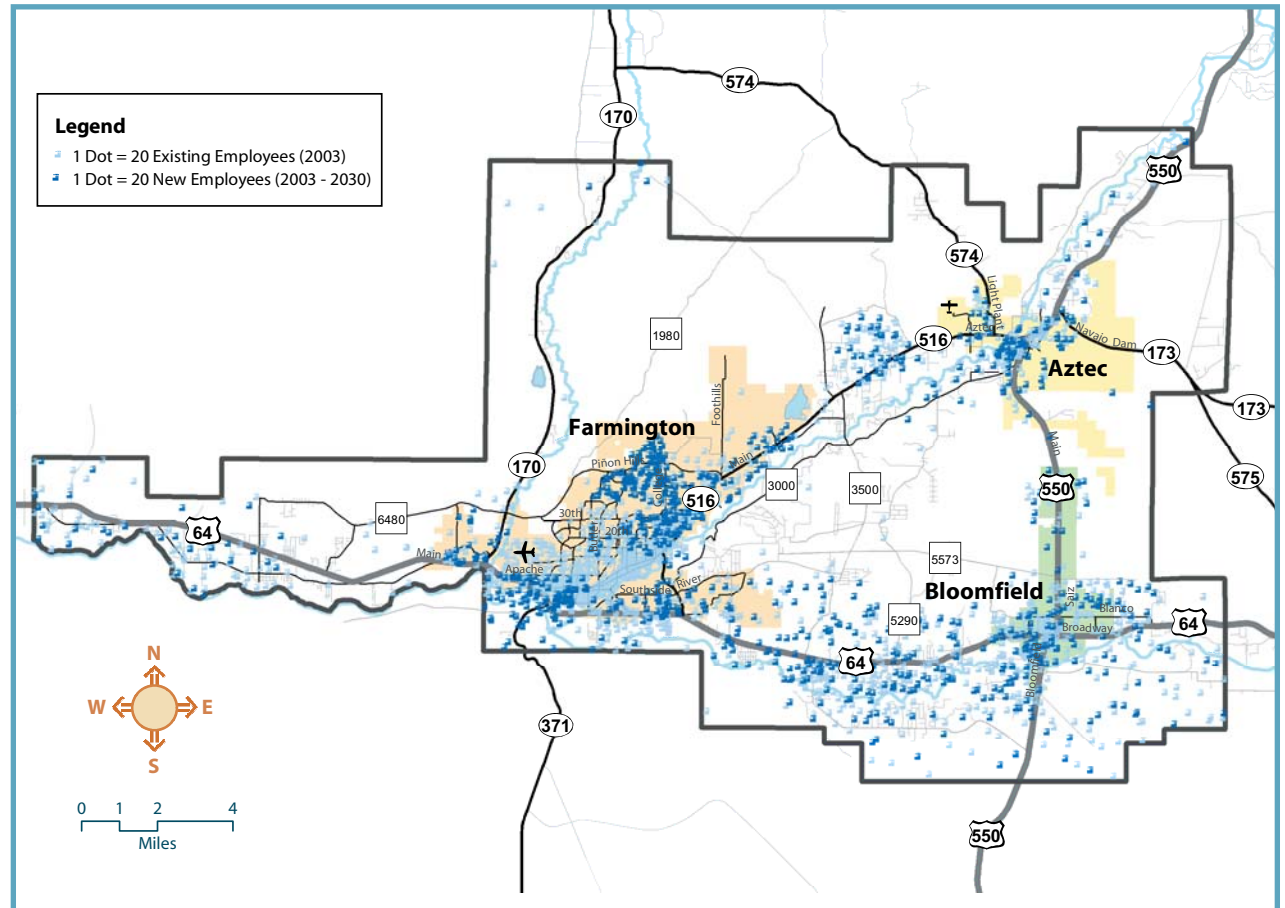 574
170
Legend
1 Dot = 20 Existing Employees (2003)
1 Dot = 20 New Employees (2003 - 2030)
550
574
Light Plant
1980
516
Aztec
Navajo Dam
173
Aztec
Foothills
173
Farmington
Main
170
Piñon Hills
Main
575
516
3000
3500
550
6480
30th
64
20th
Main
Apache
5573
Southside River
Bloomfield
Saiz
Blanco
5290
Broadway
64
64
Bloomfield
N
W E
S
371
0 1 2 4
Miles
550